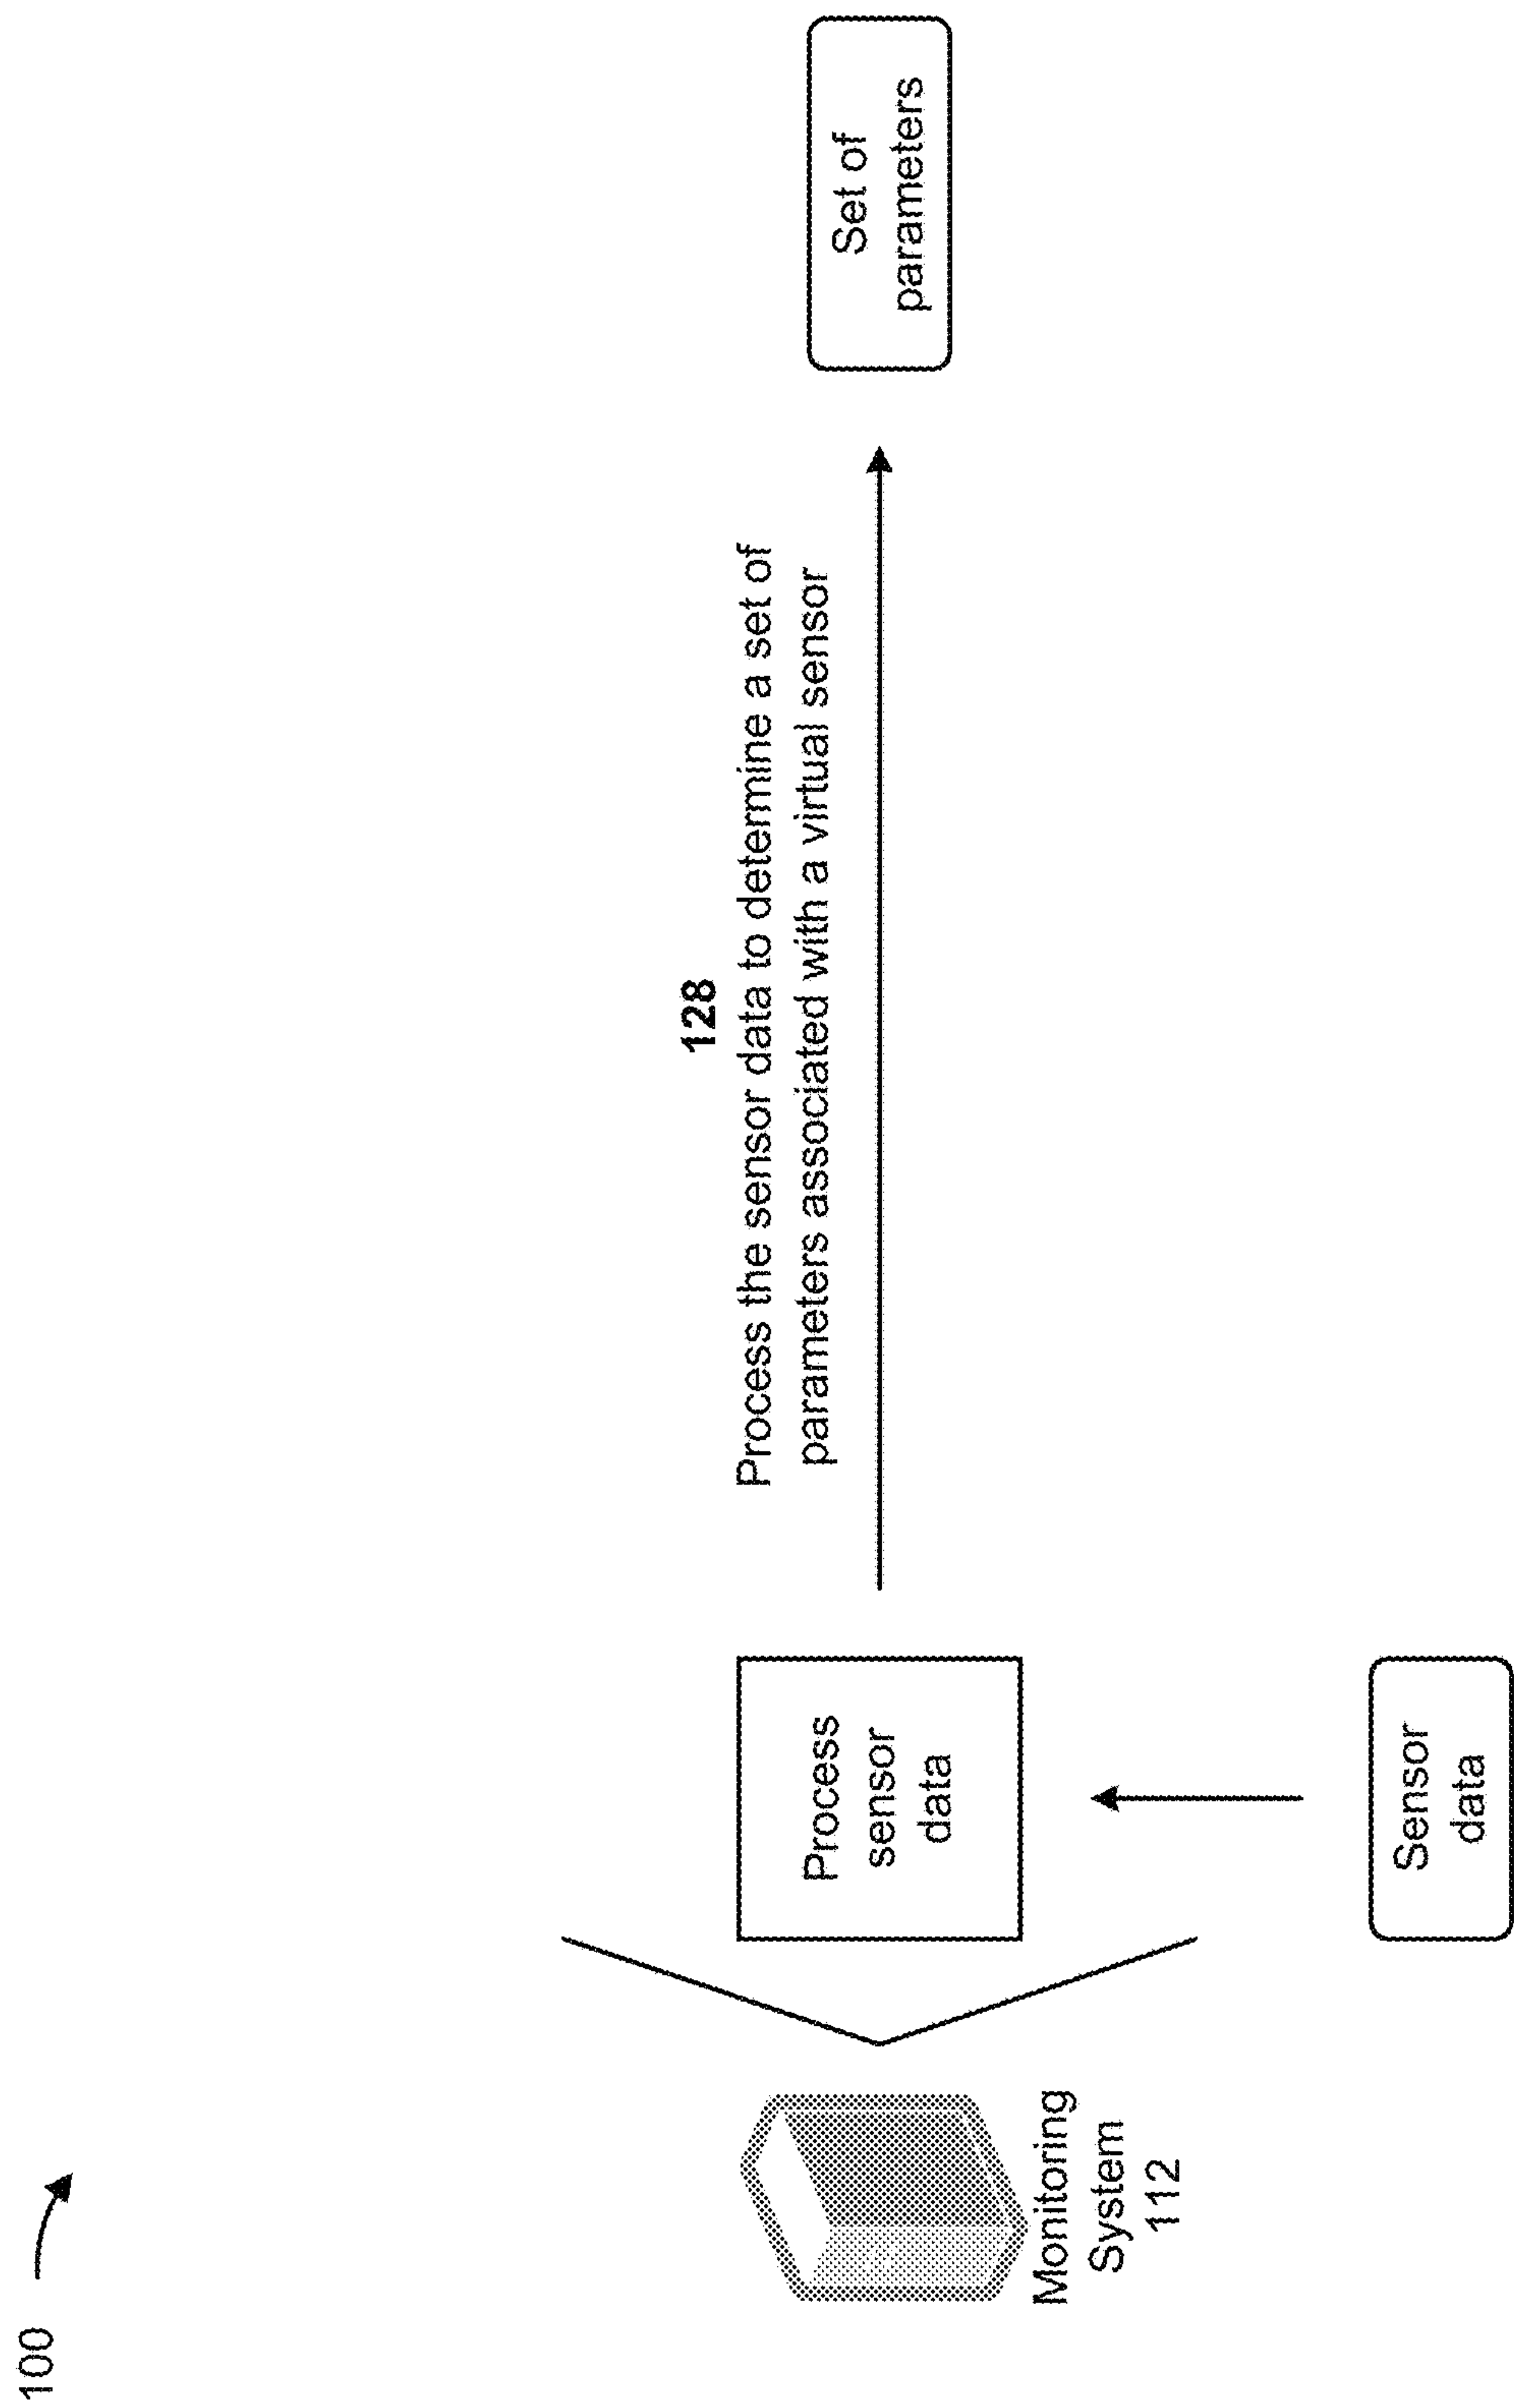 100
128
Process the sensor data to determine a set of
parameters associated with a virtual sensor
Set of
parameters
Process
sensor
data
Monitoring
System
112
Sensor
data